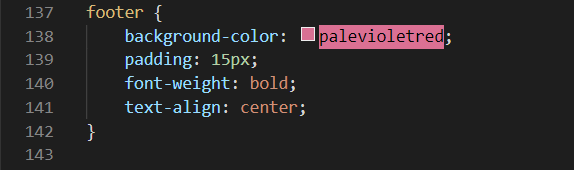 137 footer {
138     background-color: palevioletred;
139     padding: 15px;
140     font-weight: bold;
141     text-align: center;
142 }
143